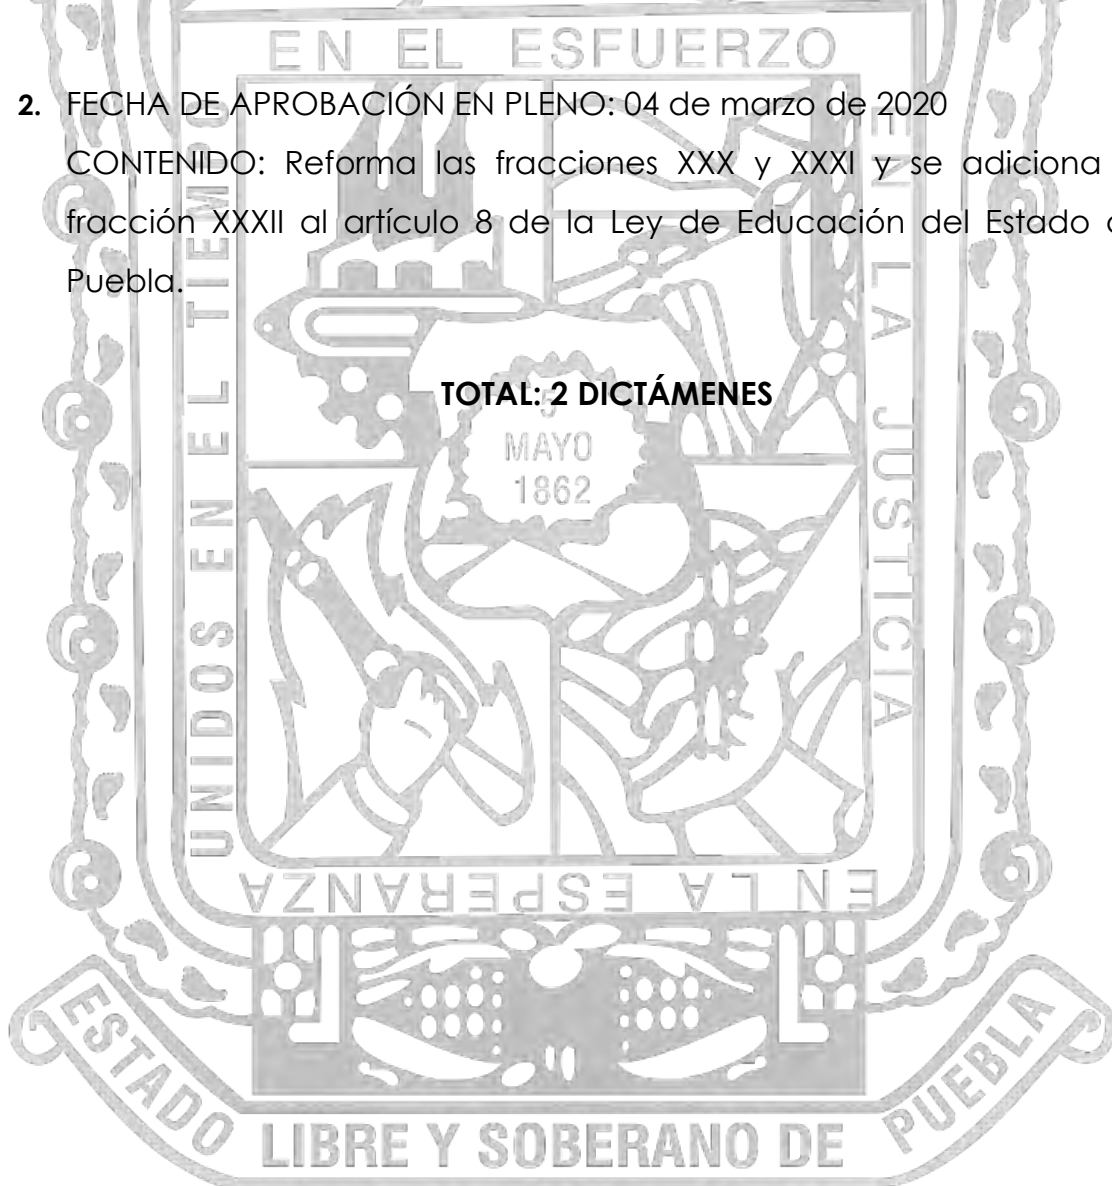 EN EL ESFUERZO
2. FECHA DE APROBACIÓN EN PLENO: 04 de marzo de 2020
CONTENIDO: Reforma las fracciones XXX y XXXI y se adiciona
fracción XXXII al artículo 8 de la Ley de Educación del Estado
Puebla.
TOTAL: 2 DICTÁMENES
5
MAYO
1862
UNIDOS EN EL TIEMPO
EN LA JUSTICIA
EN LA ESPERANZA
ESTADO LIBRE Y SOBERANO DE PUEBLA